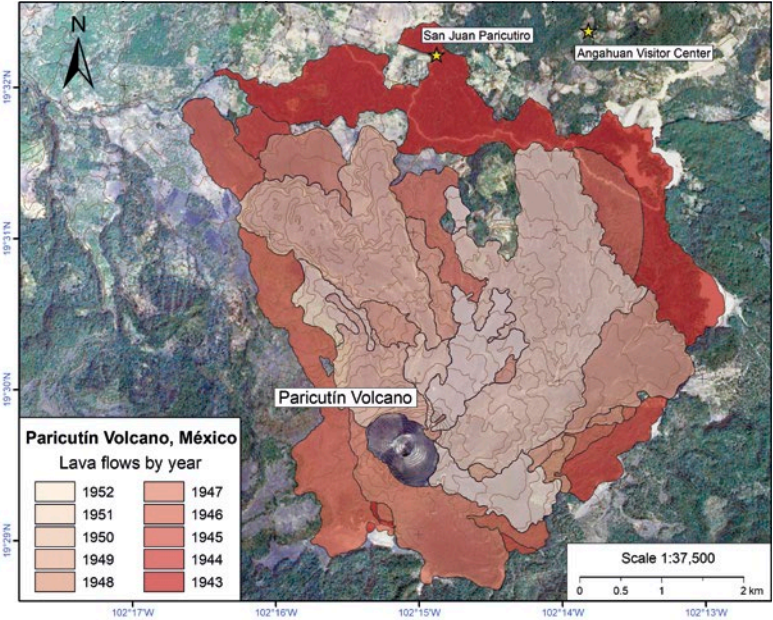 N
San Juan Paricutiro
Angahuan Visitor Center
19°32'N
19°31'N
19°30'N
19°29'N
Paricutín Volcano
Paricutín Volcano, México
Lava flows by year
1952
1951
1950
1949
1948
1947
1946
1945
1944
1943
Scale 1:37,500
0 0.5 1 2 km
102°17'W 102°16'W 102°15'W 102°14'W 102°13'W